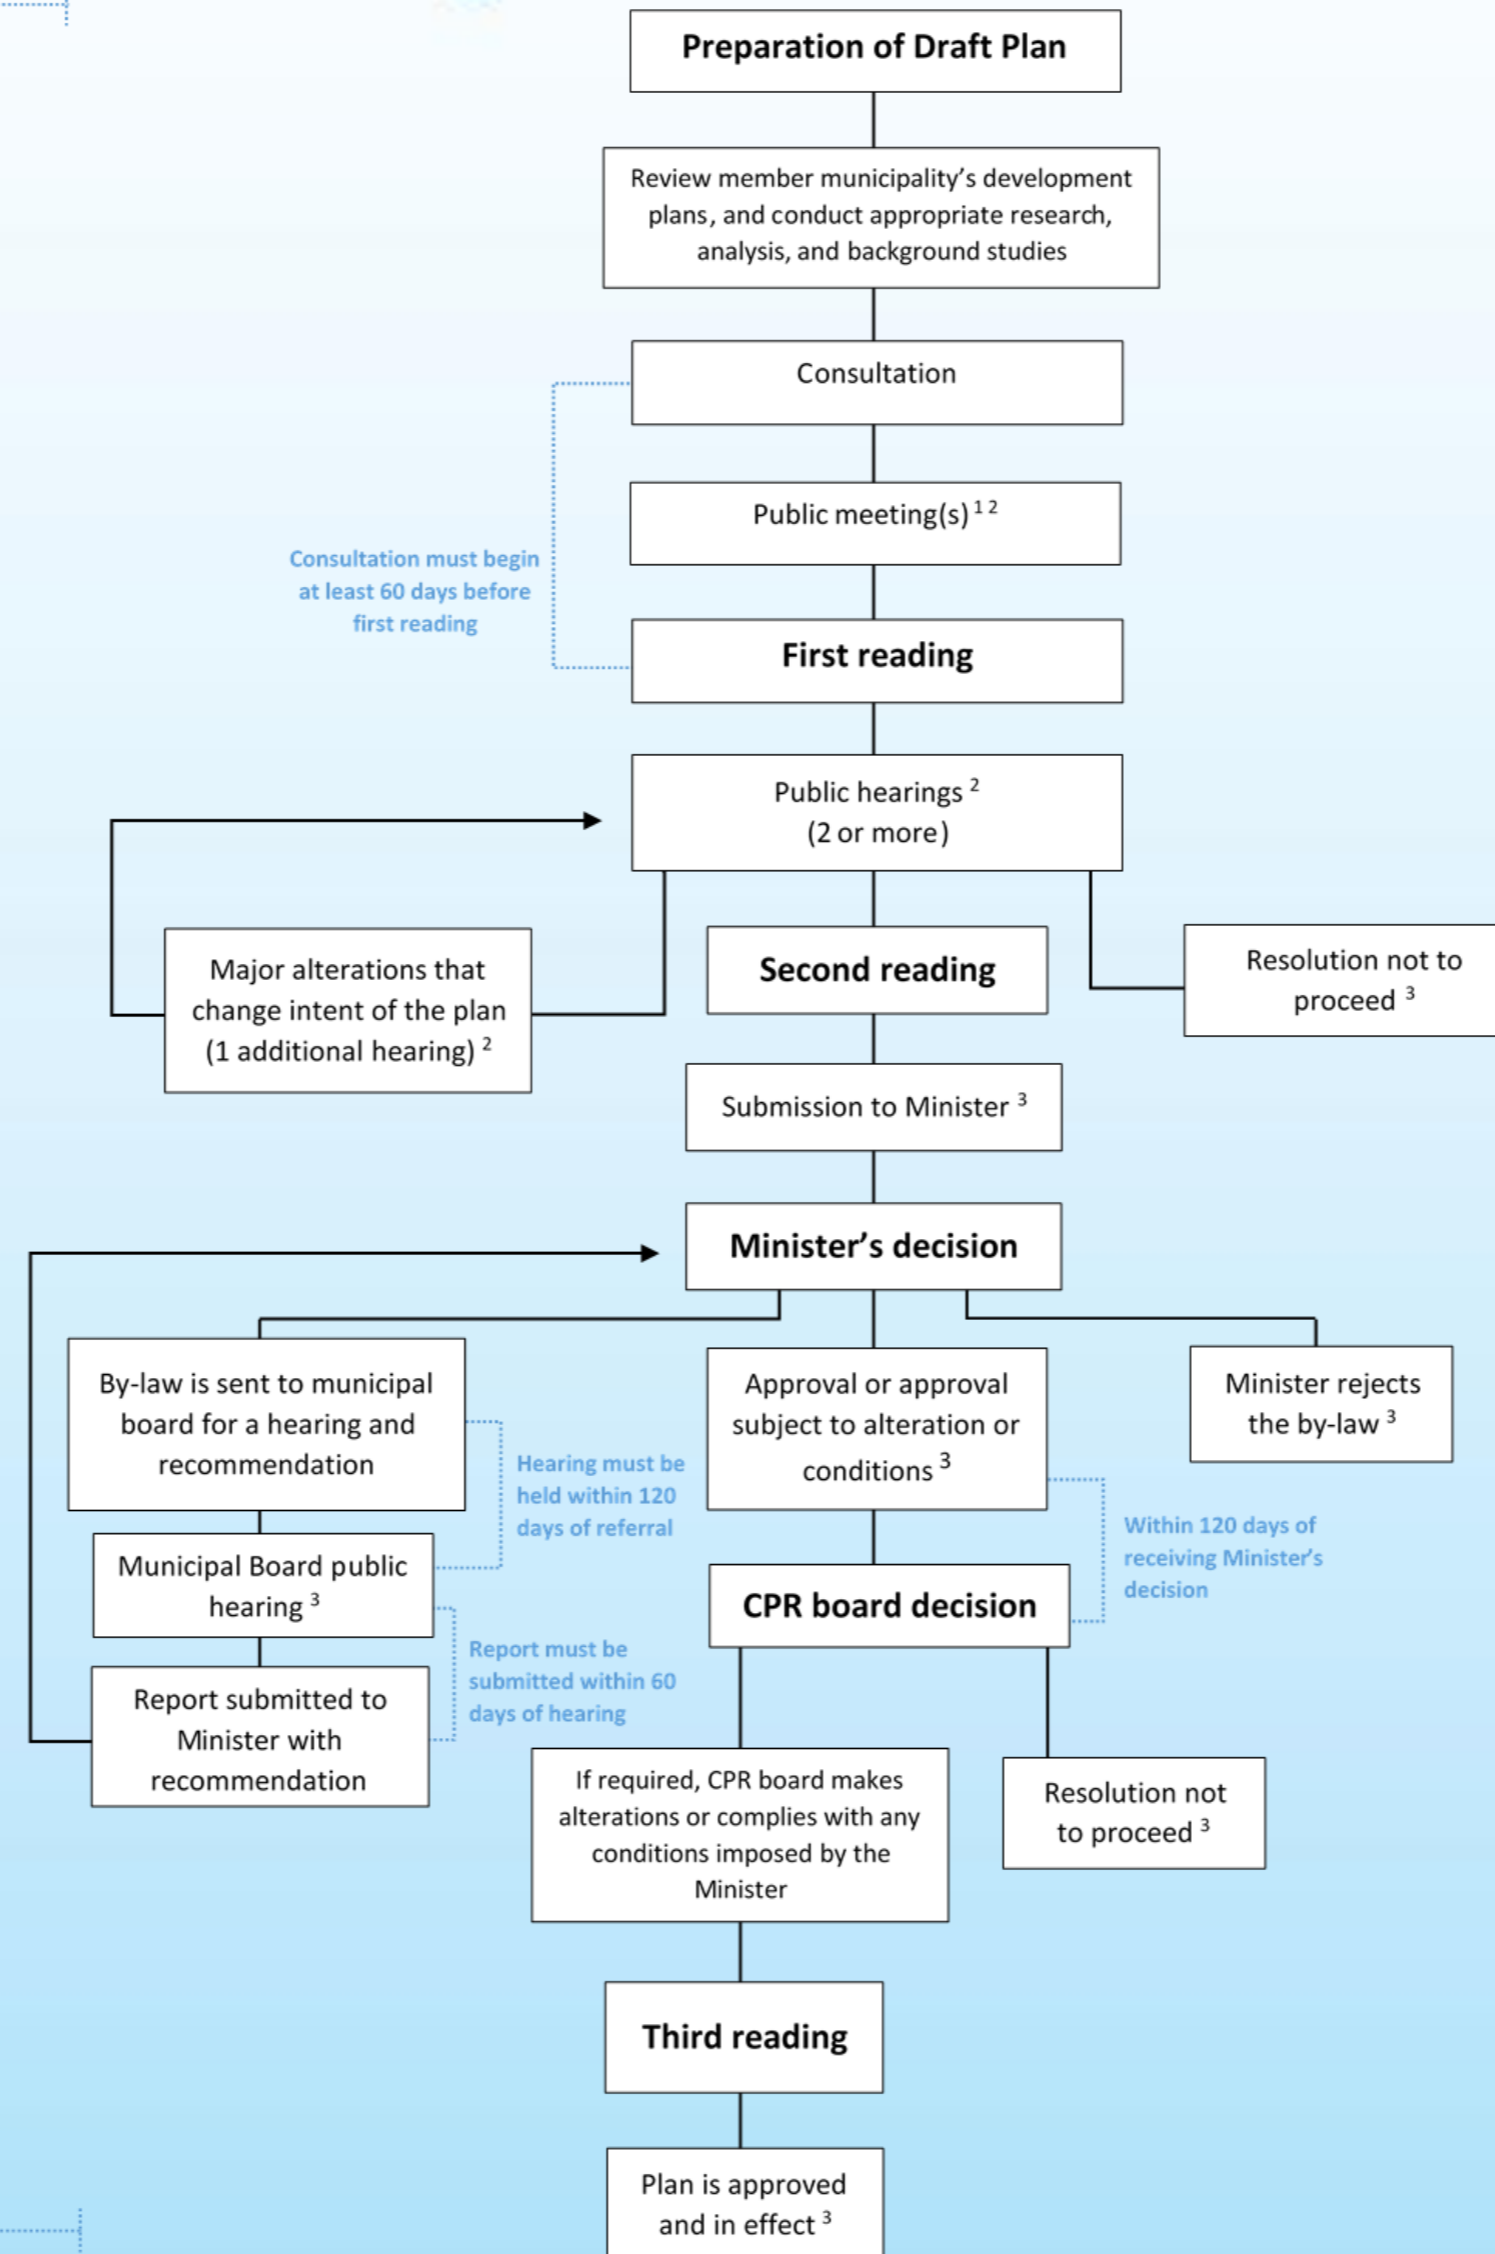 Preparation of Draft Plan
Review member municipality’s development
plans, and conduct appropriate research,
analysis, and background studies
Consultation
Public meeting(s) 1 2
Consultation must begin
at least 60 days before
first reading
First reading
Public hearings 2
(2 or more)
Major alterations that
change intent of the plan
(1 additional hearing) 2
Second reading
Resolution not to
proceed 3
Submission to Minister 3
Minister’s decision
By-law is sent to municipal
board for a hearing and
recommendation
Hearing must be
held within 120
days of referral
Approval or approval
subject to alteration or
conditions 3
Minister rejects
the by-law 3
Within 120 days of
receiving Minister’s
decision
Municipal Board public
hearing 3
CPR board decision
Report must be
submitted within 60
days of hearing
Report submitted to
Minister with
recommendation
If required, CPR board makes
alterations or complies with any
conditions imposed by the
Minister
Resolution not
to proceed 3
Third reading
Plan is approved
and in effect 3